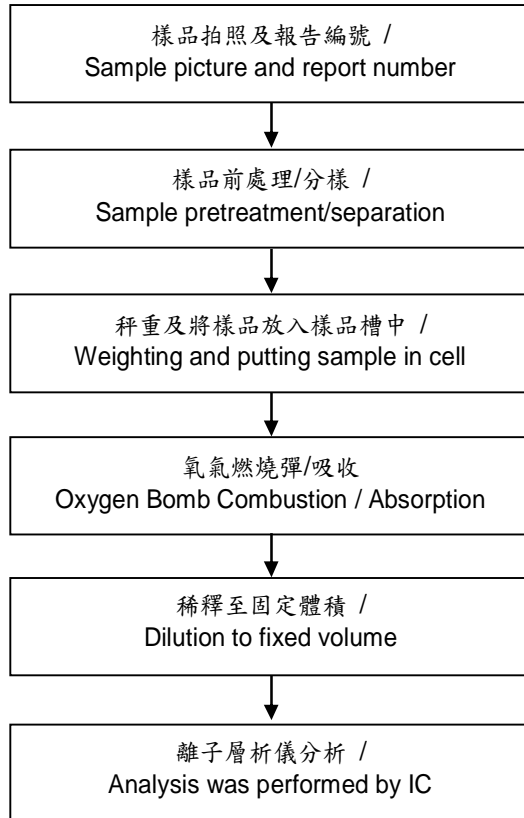 樣品拍照及報告編號 /
Sample picture and report number
樣品前處理/分樣 /
Sample pretreatment/separation
秤重及將樣品放入樣品槽中 /
Weighting and putting sample in cell
氧氣燃燒彈/吸收
Oxygen Bomb Combustion / Absorption
稀釋至固定體積 /
Dilution to fixed volume
離子層析儀分析 /
Analysis was performed by IC